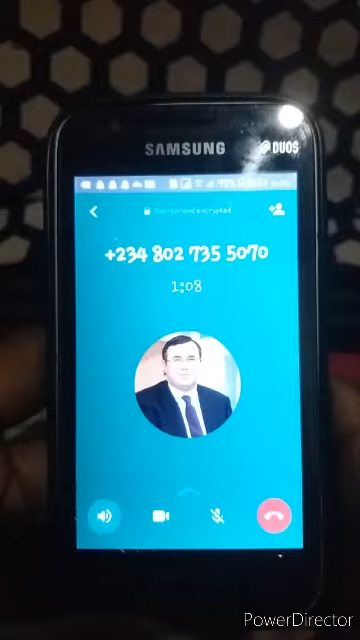 SAMSUNG DUOS
End-to-end encrypted
+234 802 735 5070
1:08
PowerDirector